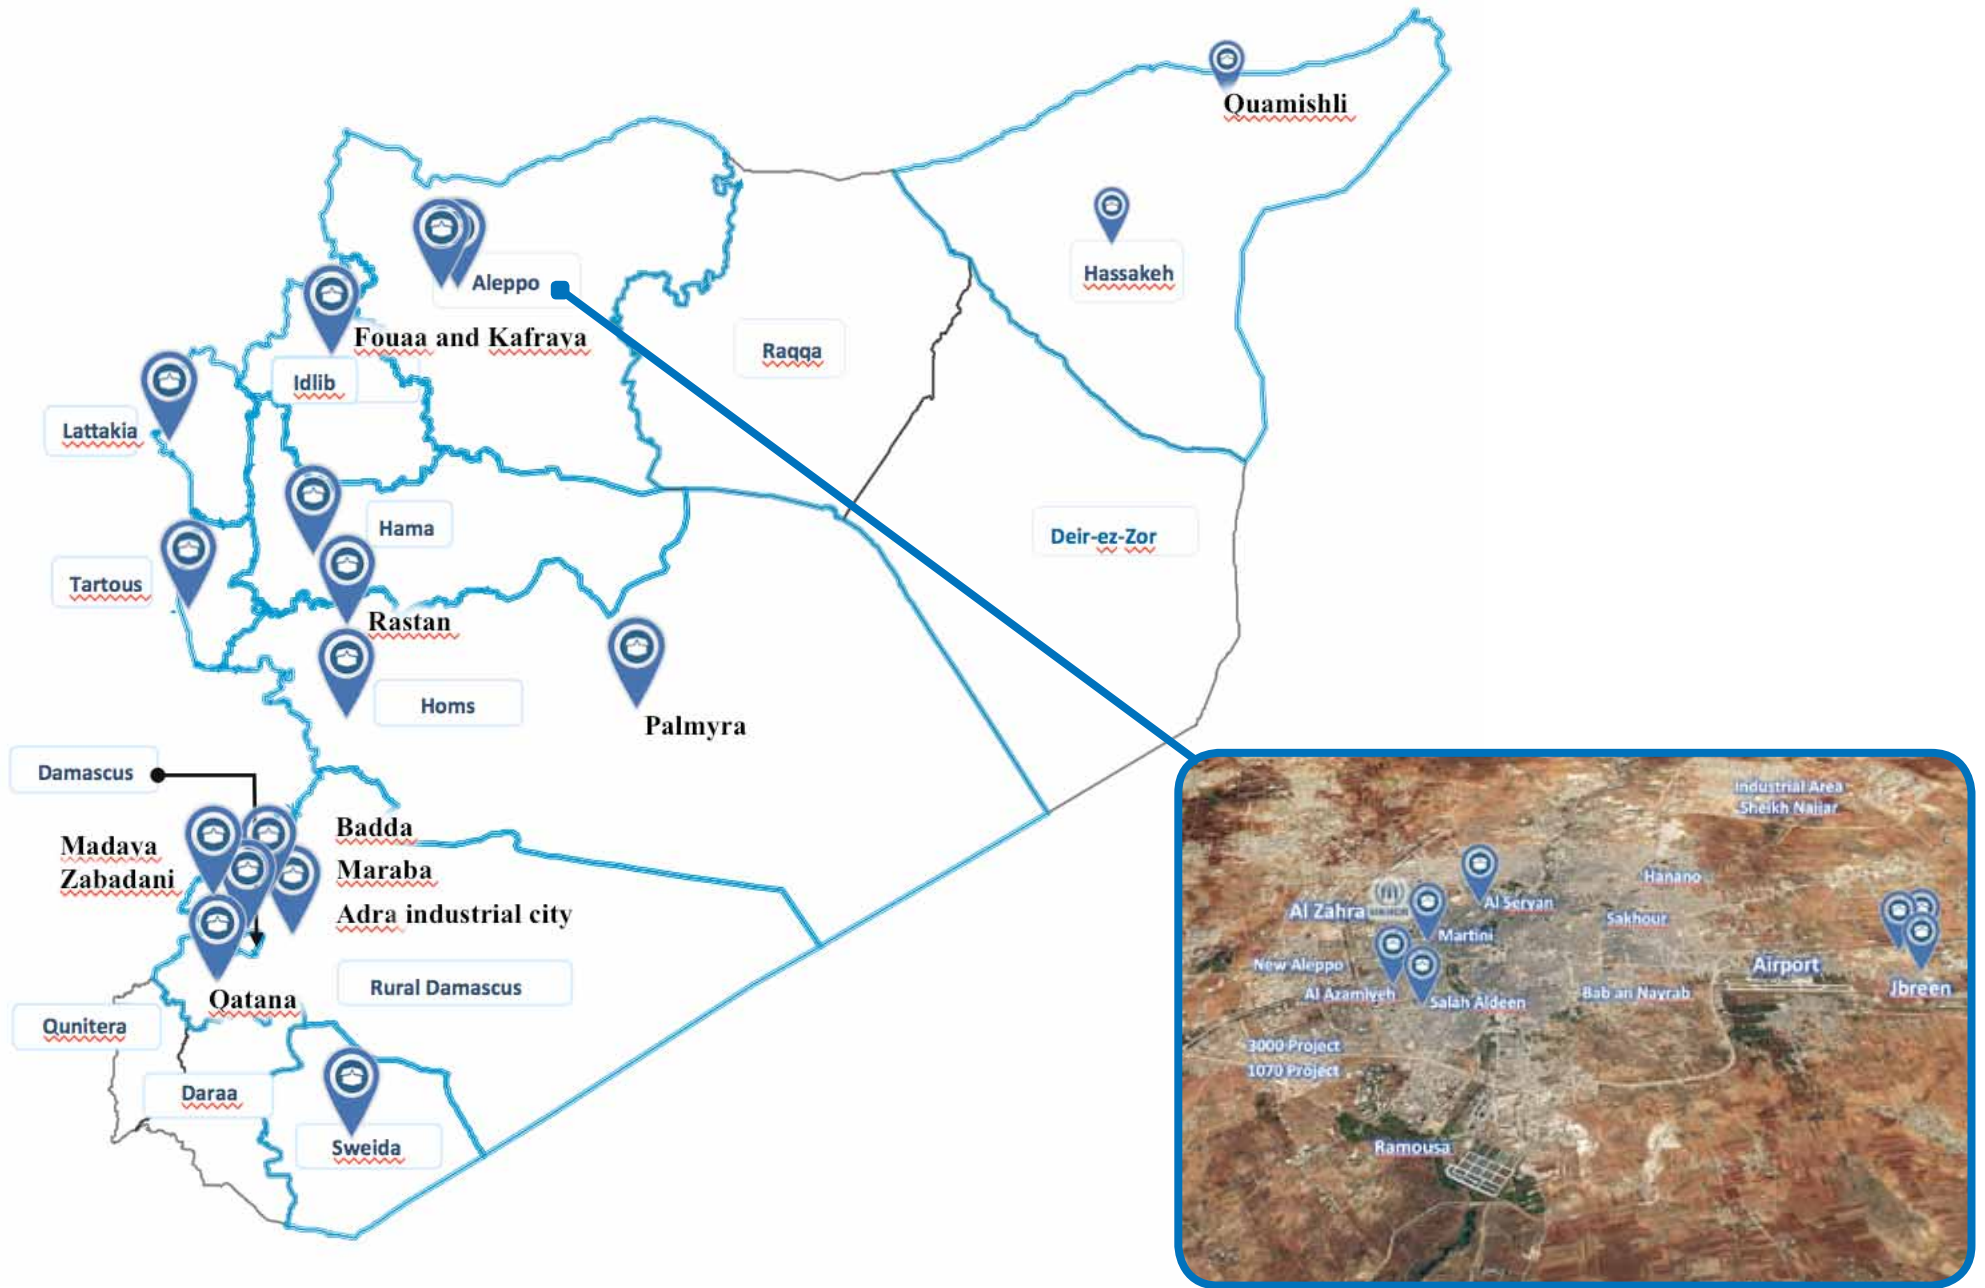 Quamishli
Hassakeh
Aleppo
Fouaa and Kafraya
Raqqa
Idlib
Lattakia
Hama
Deir-ez-Zor
Tartous
Rastan
Homs
Palmyra
Damascus
Badda
Madaya
Zabadani
Maraba
Adra industrial city
Rural Damascus
Qatana
Qunitera
Daraa
Sweida
Industrial Area
Sheikh Najjar
Hanano
Al Seryan
Al Zahra
UNHCR
Sakhour
Martini
New Aleppo
Airport
Al Azamiyeh
Salah Aldeen
Bab an Nayrab
Jbreen
3000 Project
1070 Project
Ramousa